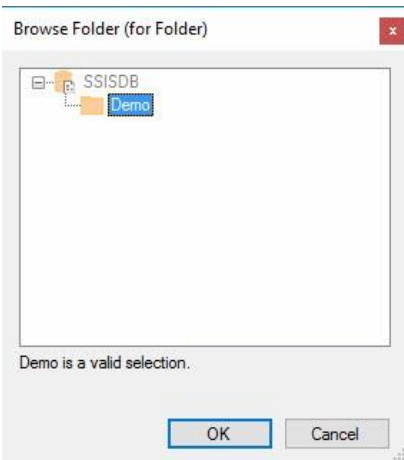 Browse Folder (for Folder)
x
SSISDB
Demo
Demo is a valid selection.
OK Cancel